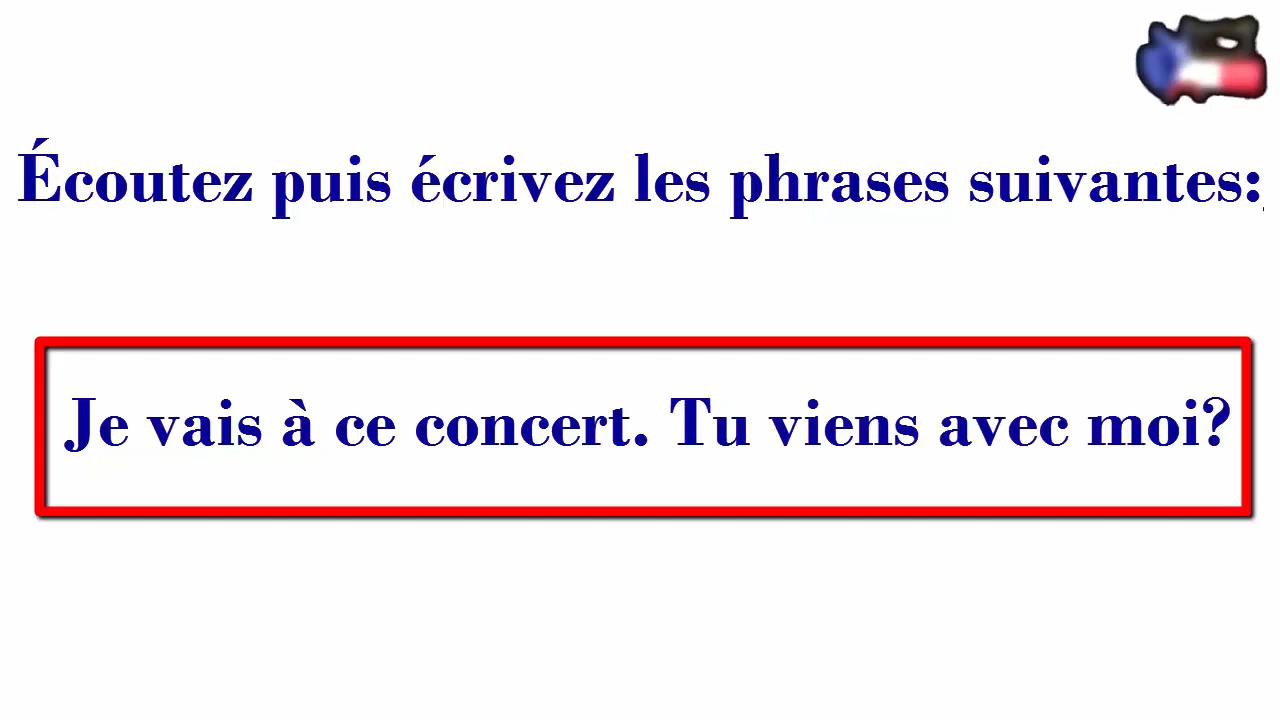 Écoutez puis écrivez les phrases suivantes:
Je vais à ce concert. Tu viens avec moi?